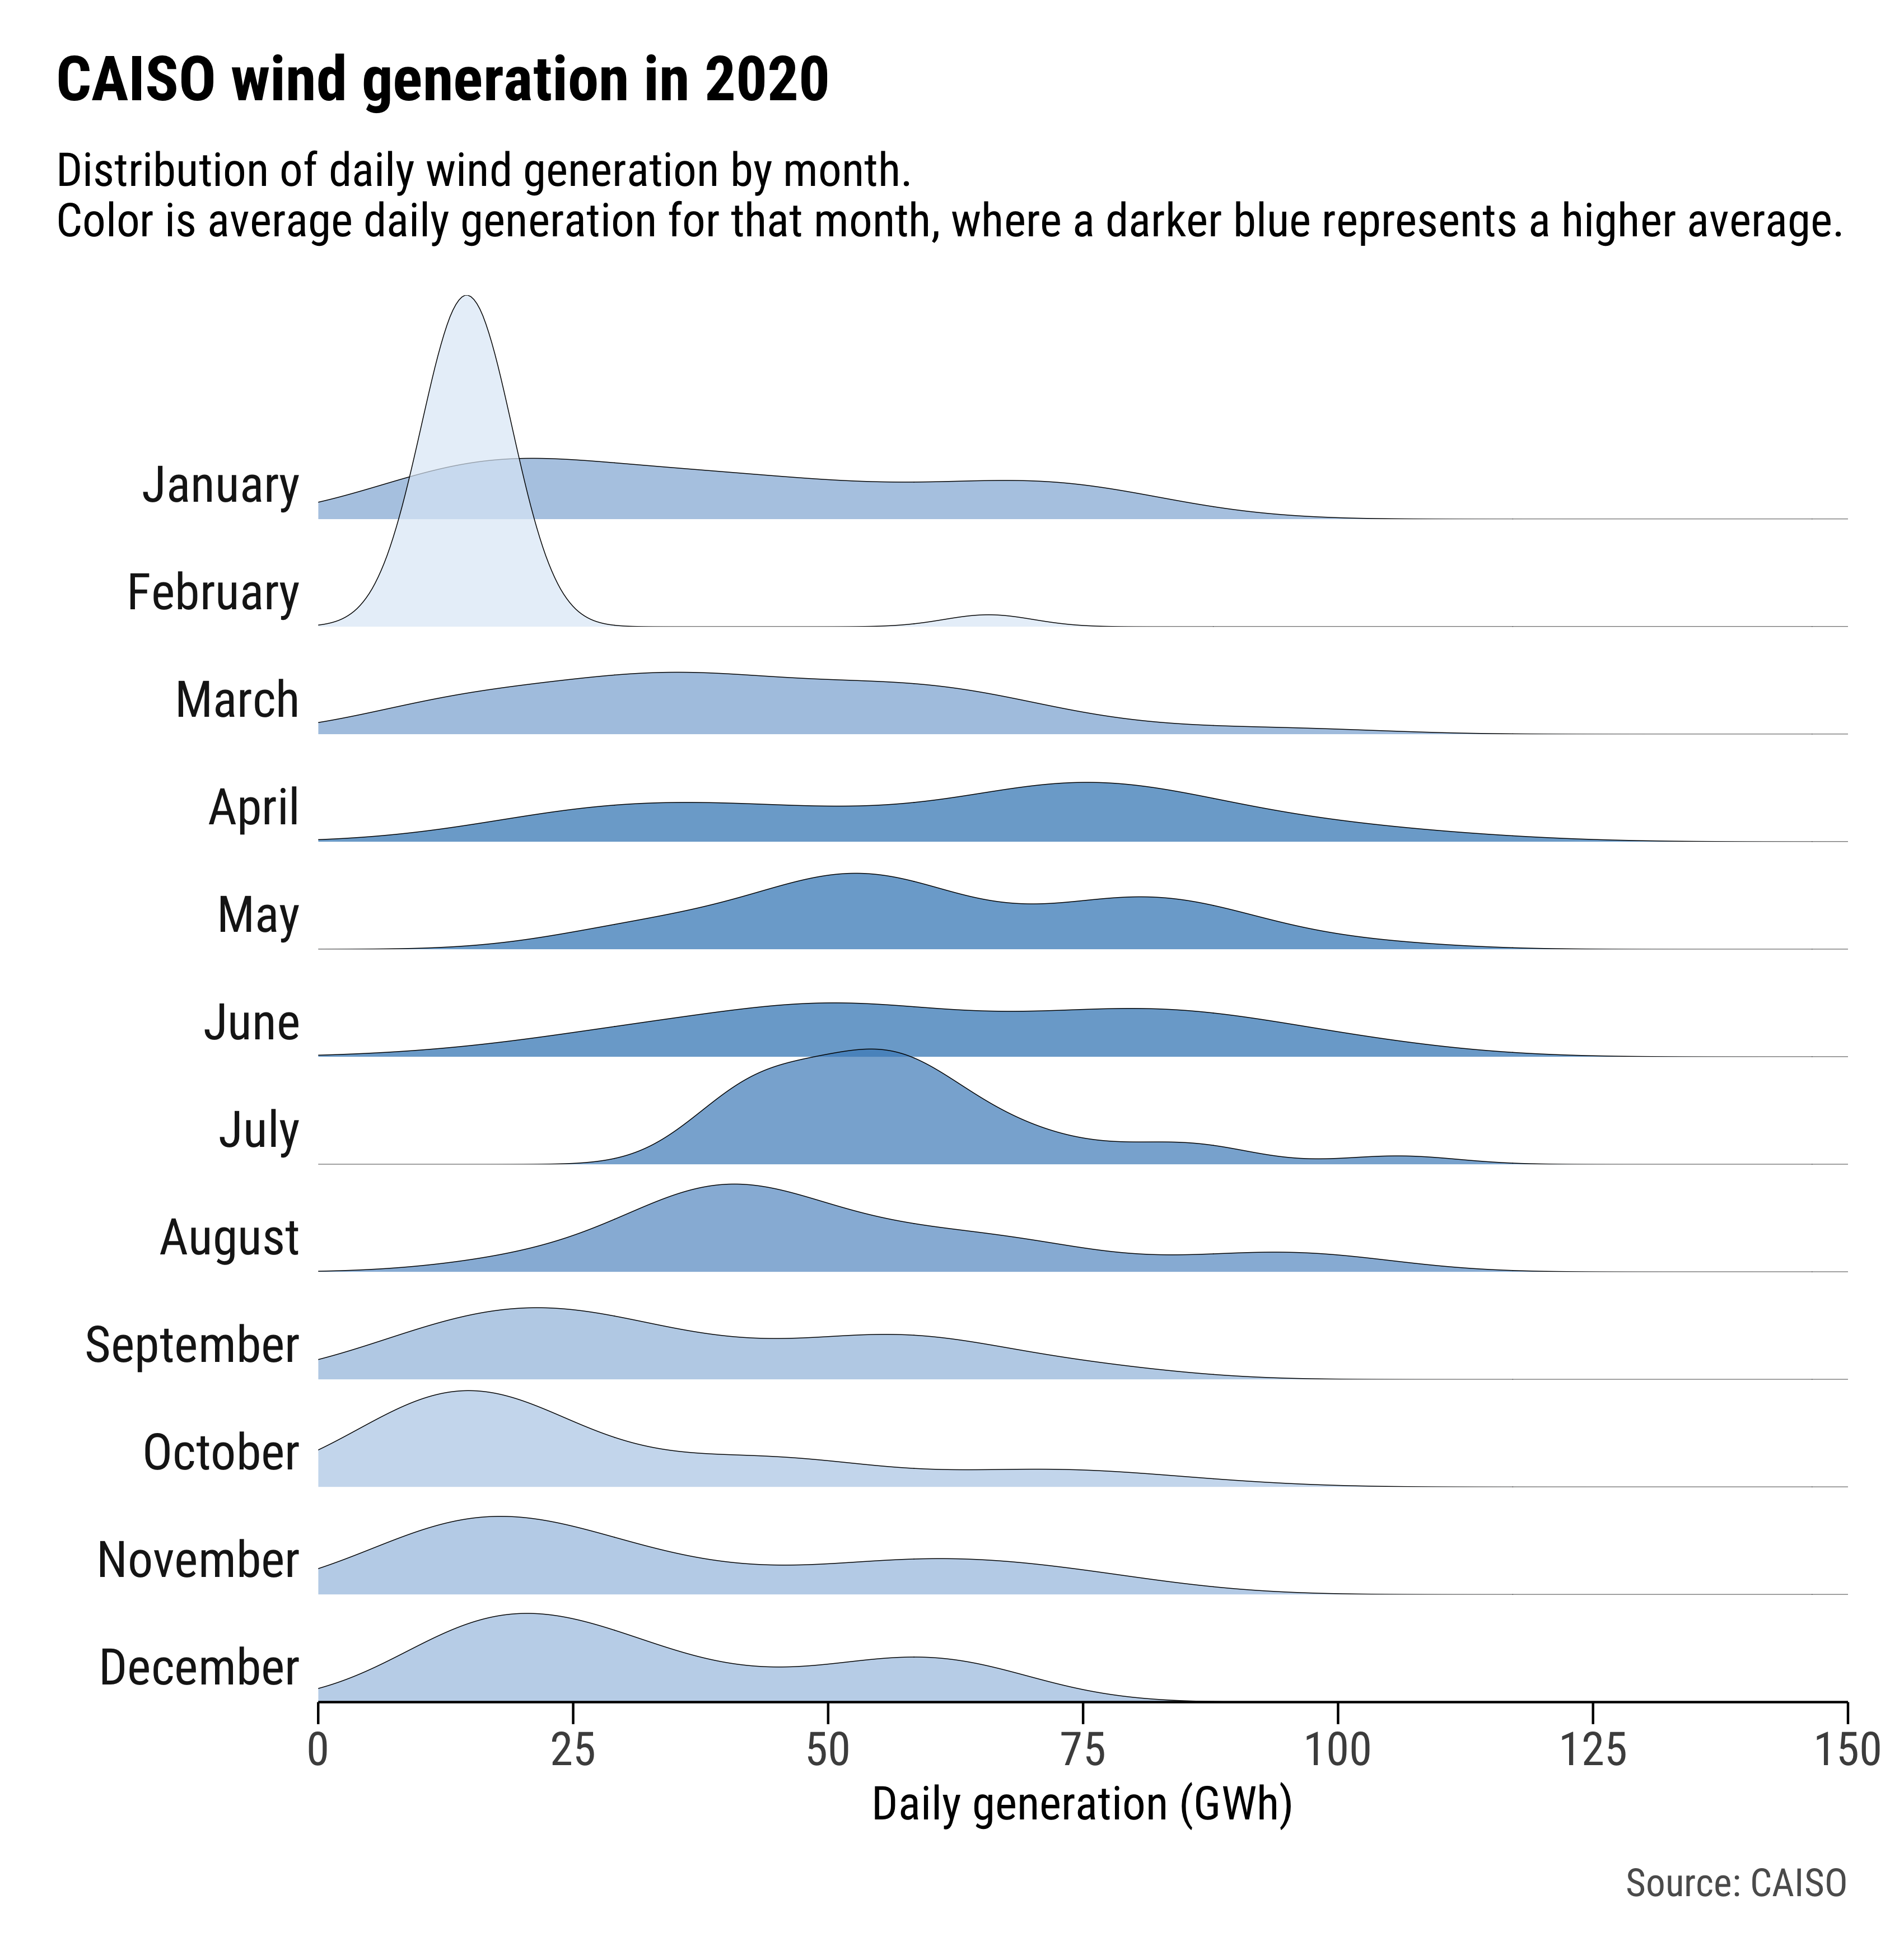 CAISO wind generation in 2020
Distribution of daily wind generation by month.
Color is average daily generation for that month, where a darker blue represents a higher average.
January
February
March
April
May
June
July
August
September
October
November
December
0 25 50 75 100 125 150
Daily generation (GWh)
Source: CAISO